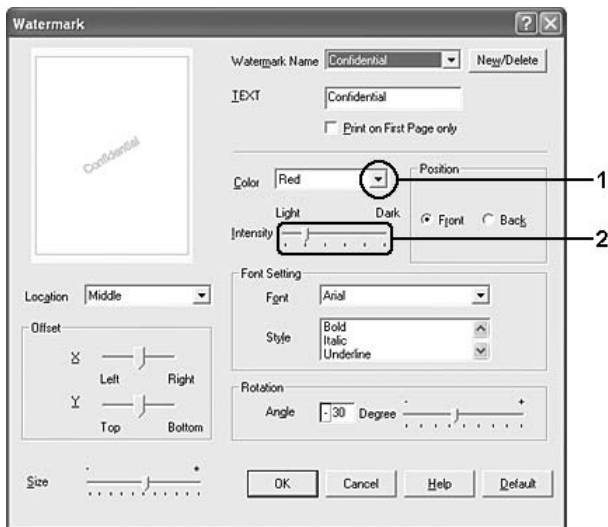 Watermark
Watermark Name Confidential New/Delete
TEXT Confidential
Print on First Page only
Confidential
Color Red
1
Position
Light Dark
Intensity
Front Back
2
Location Middle
Font Setting
Font Arial
Style Bold
Italic
Underline
Offset
X
Left Right
Y
Top Bottom
Rotation
Angle -30 Degree - +
Size - +
OK Cancel Help Default